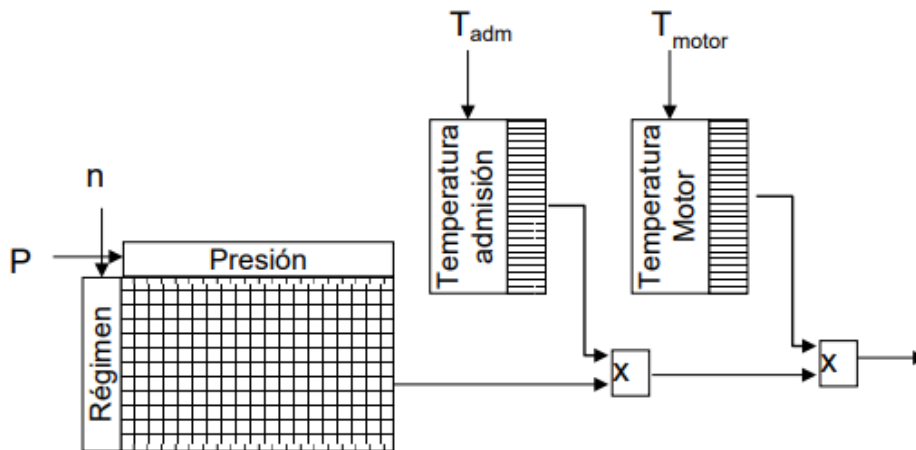 T_adm
T_motor
Temperatura
admisión
Temperatura
Motor
n
P
Presión
Régimen
x
x